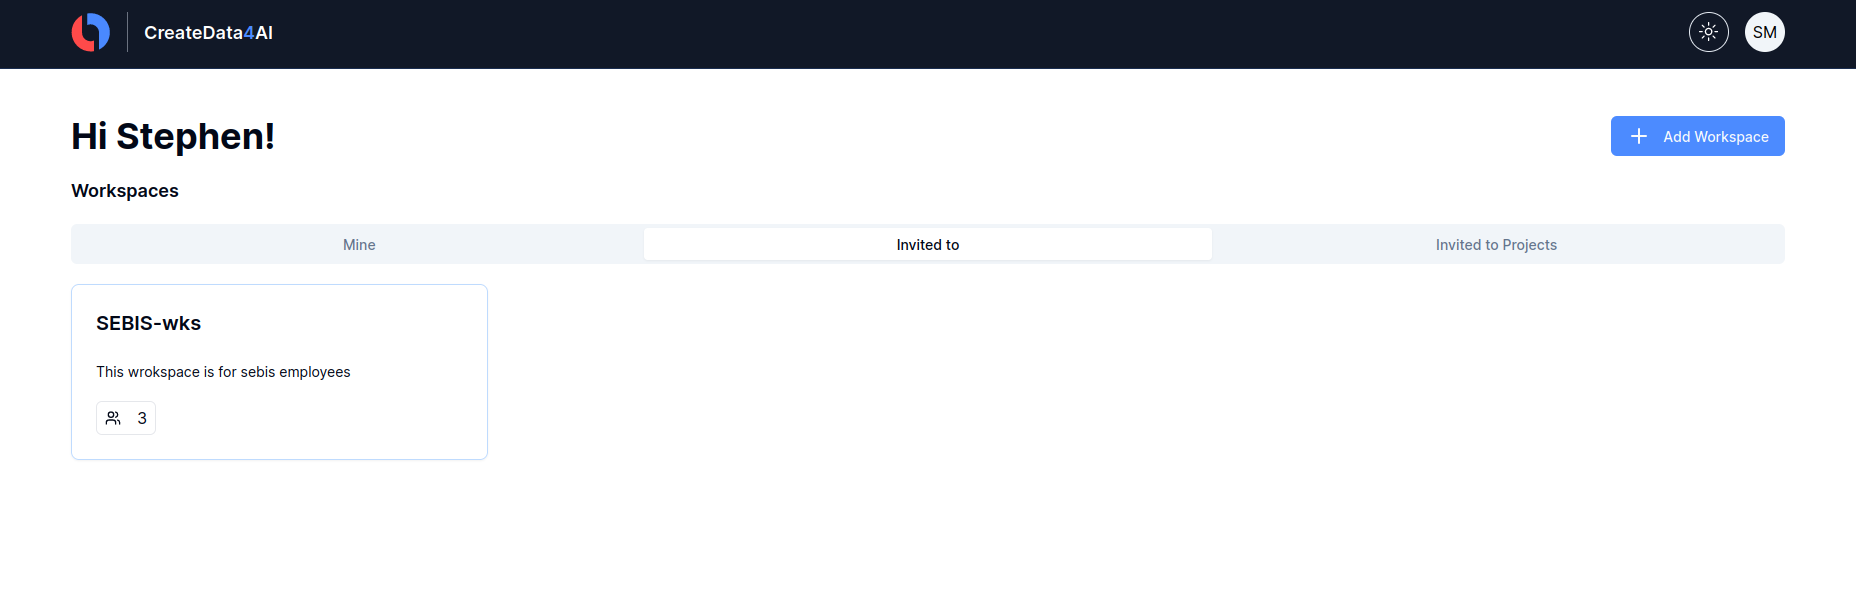 CreateData4AI
SM
Hi Stephen!
Add Workspace
Workspaces
Mine
Invited to
Invited to Projects
SEBIS-wks
This wrokspace is for sebis employees
3